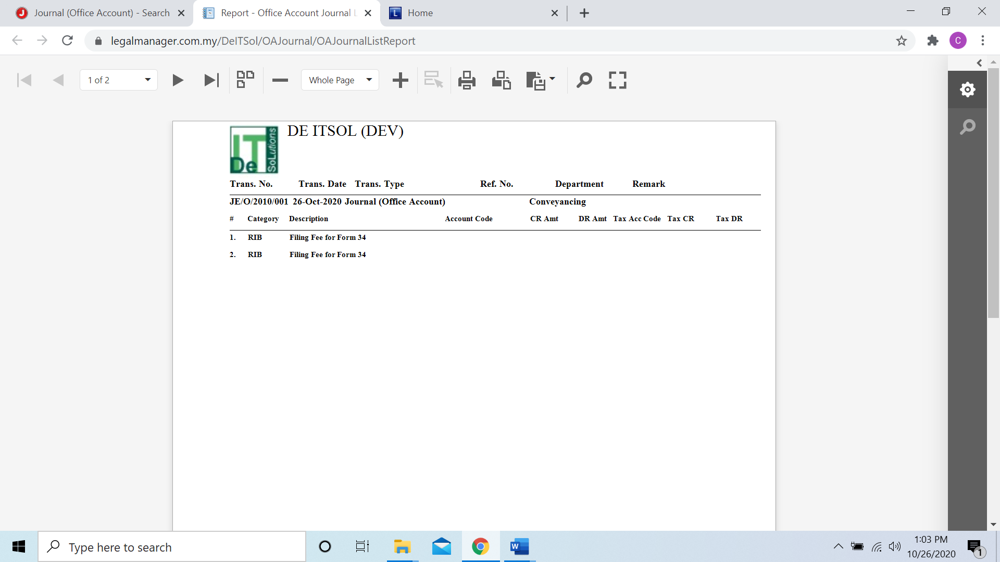 Journal (Office Account) - Search
Report - Office Account Journal L
L Home
legalmanager.com.my/DeITSol/OAJournal/OAJournalListReport
C
1 of 2
Whole Page
IT De SoLutions
DE ITSOL (DEV)
Trans. No. Trans. Date Trans. Type Ref. No. Department Remark
JE/O/2010/001 26-Oct-2020 Journal (Office Account) Conveyancing
# Category Description Account Code CR Amt DR Amt Tax Acc Code Tax CR Tax DR
1. RIB Filing Fee for Form 34
2. RIB Filing Fee for Form 34
Type here to search
W
1:03 PM
10/26/2020
1